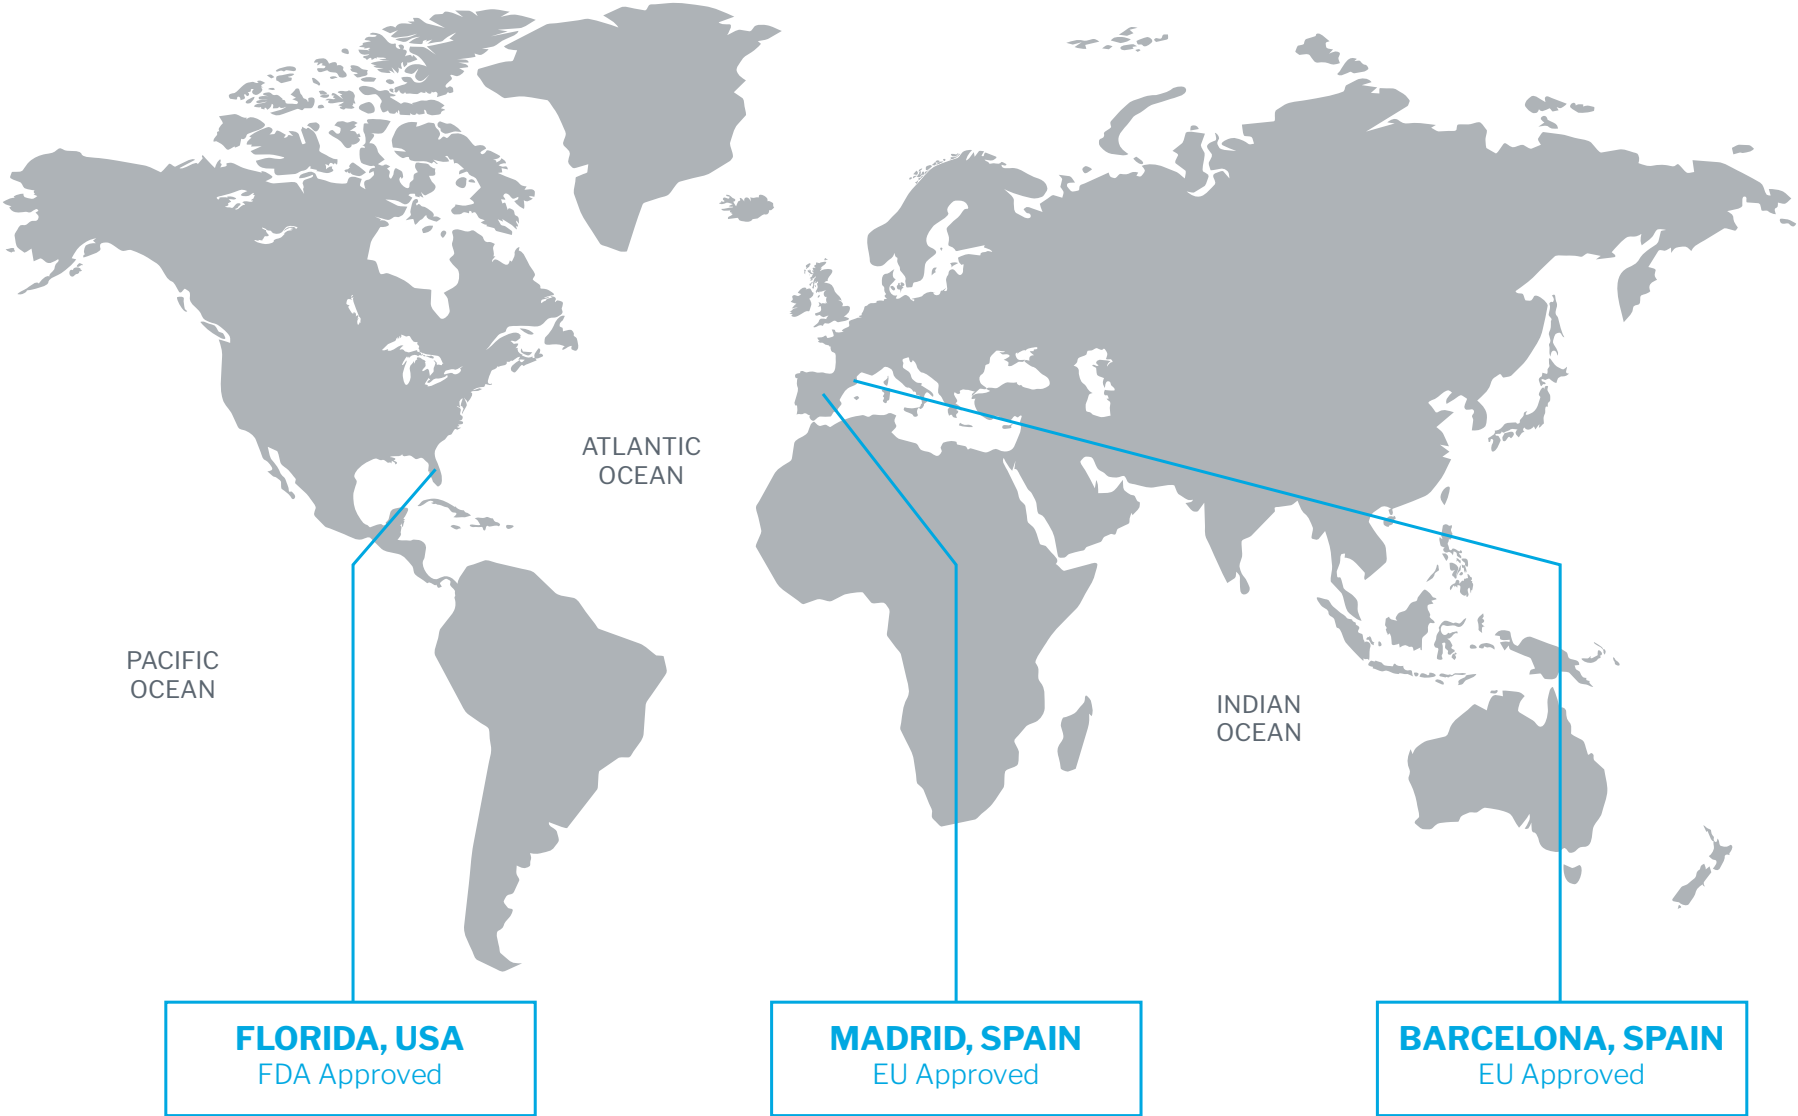 ATLANTIC
OCEAN
PACIFIC
OCEAN
INDIAN
OCEAN
FLORIDA, USA
FDA Approved
MADRID, SPAIN
EU Approved
BARCELONA, SPAIN
EU Approved